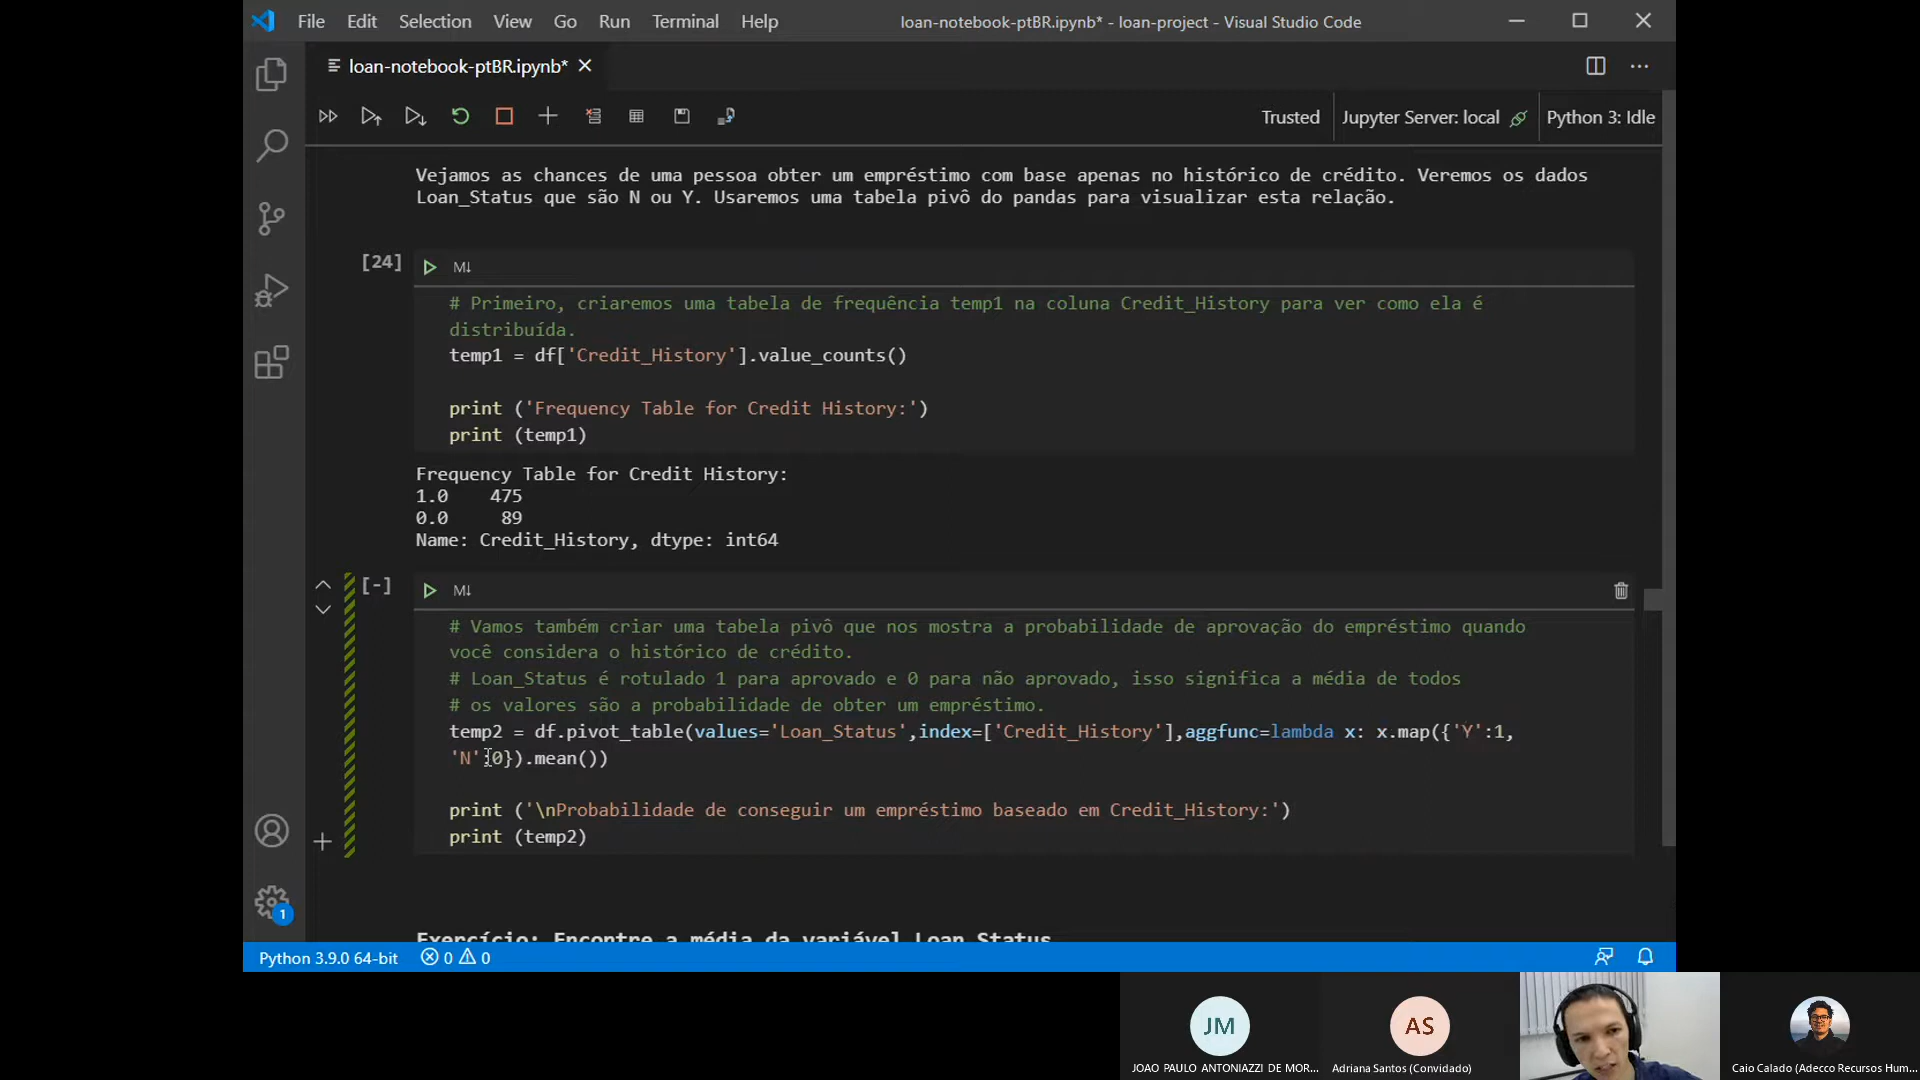 File Edit Selection View Go Run Terminal Help loan-notebook-ptBR.ipynb* - loan-project - Visual Studio Code
loan-notebook-ptBR.ipynb*
Trusted Jupyter Server: local Python 3: Idle
Vejamos as chances de uma pessoa obter um empréstimo com base apenas no histórico de crédito. Veremos os dados
Loan_Status que são N ou Y. Usaremos uma tabela pivô do pandas para visualizar esta relação.
[24] M↓
# Primeiro, criaremos uma tabela de frequência temp1 na coluna Credit_History para ver como ela é
distribuída.
temp1 = df['Credit_History'].value_counts()
print ('Frequency Table for Credit History:')
print (temp1)
Frequency Table for Credit History:
1.0 475
0.0 89
Name: Credit_History, dtype: int64
[-] M↓
# Vamos também criar uma tabela pivô que nos mostra a probabilidade de aprovação do empréstimo quando
você considera o histórico de crédito.
# Loan_Status é rotulado 1 para aprovado e 0 para não aprovado, isso significa a média de todos
# os valores são a probabilidade de obter um empréstimo.
temp2 = df.pivot_table(values='Loan_Status',index=['Credit_History'],aggfunc=lambda x: x.map({'Y':1,
'N':0}).mean())
print ('\nProbabilidade de conseguir um empréstimo baseado em Credit_History:')
print (temp2)
Exercício: Encontre a média da variável Loan_Status
1
Python 3.9.0 64-bit 0 0
JM AS
JOAO PAULO ANTONIAZZI DE MOR... Adriana Santos (Convidado) Caio Calado (Adecco Recursos Hum...